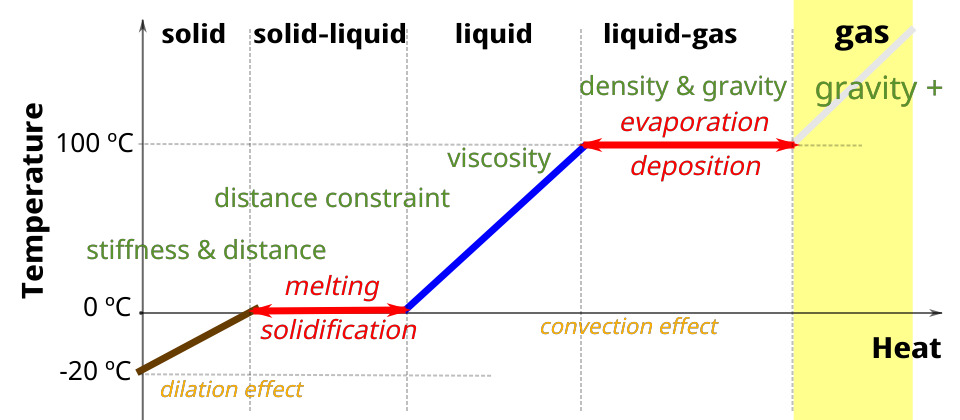 solid
solid-liquid
liquid
liquid-gas
gas
density & gravity
gravity +
evaporation
100 ºC
viscosity
deposition
distance constraint
stiffness & distance
Temperature
melting
0 ºC
solidification
convection effect
Heat
-20 ºC
dilation effect